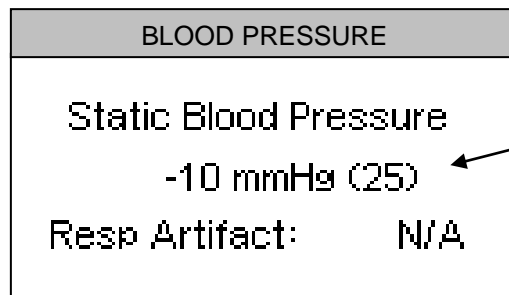 BLOOD PRESSURE
Static Blood Pressure
-10 mmHg (25)
Resp Artifact: N/A